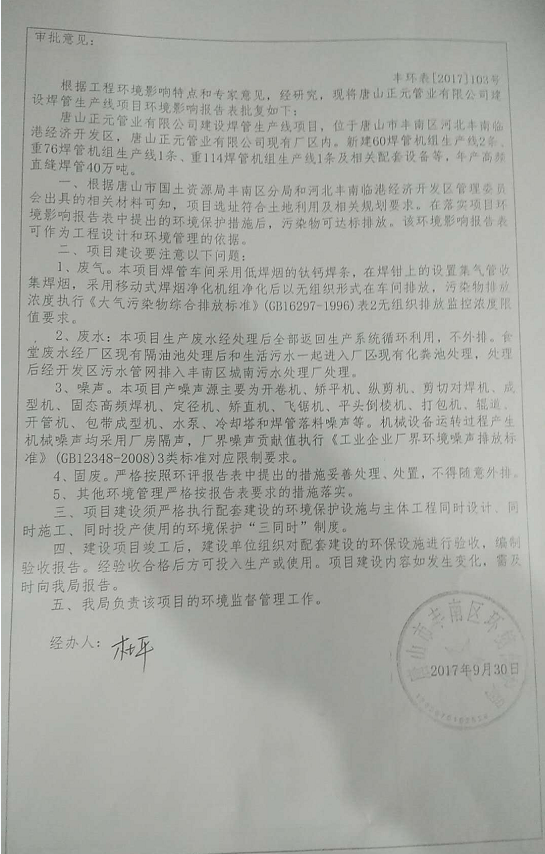 审批意见：
丰环表[2017]103号
根据工程环境影响特点和专家意见，经研究，现将唐山正元管业有限公司建
设焊管生产线项目环境影响报告表批复如下：
唐山正元管业有限公司建设焊管生产线项目，位于唐山市丰南区河北丰南临
港经济开发区，唐山正元管业有限公司现有厂区内。新建60焊管机组生产线2条、
重76焊管机组生产线1条、重114焊管机组生产线1条及相关配套设备等，年产高频
直缝焊管40万吨。
一、根据唐山市国土资源局丰南区分局和河北丰南临港经济开发区管理委员
会出具的相关材料可知，项目选址符合土地利用及相关规划要求。在落实项目环
境影响报告表中提出的环境保护措施后，污染物可达标排放。该环境影响报告表
可作为工程设计和环境管理的依据。
二、项目建设要注意以下问题：
1、废气。本项目焊管车间采用低焊烟的钛钙焊条，在焊钳上的设置集气管收
集焊烟，采用移动式焊烟净化机组净化后以无组织形式在车间排放，污染物排放
浓度执行《大气污染物综合排放标准》(GB16297-1996)表2无组织排放监控浓度限
值要求。
2、废水：本项目生产废水经处理后全部返回生产系统循环利用，不外排。食
堂废水经厂区现有隔油池处理后和生活污水一起进入厂区现有化粪池处理，处理
后经开发区污水管网排入丰南区城南污水处理厂处理。
3、噪声。本项目产噪声源主要为开卷机、矫平机、纵剪机、剪切对焊机、成
型机、固态高频焊机、定径机、矫直机、飞锯机、平头倒棱机、打包机、辊道、
开管机、包带成型机、水泵、冷却塔和焊管落料噪声等。机械设备运转过程产生
机械噪声均采用厂房隔声，厂界噪声贡献值执行《工业企业厂界环境噪声排放标
准》(GB12348-2008)3类标准对应限制要求。
4、固废。严格按照环评报告表中提出的措施妥善处理、处置，不得随意外排。
5、其他环境管理严格按报告表要求的措施落实。
三、项目建设须严格执行配套建设的环境保护设施与主体工程同时设计、同
时施工、同时投产使用的环境保护“三同时”制度。
四、建设项目竣工后，建设单位组织对配套建设的环保设施进行验收，编制
验收报告。经验收合格后方可投入生产或使用。项目建设内容如发生变化，需及
时向我局报告。
五、我局负责该项目的环境监督管理工作。
经办人：杜平
唐山市丰南区环
2017年9月30日